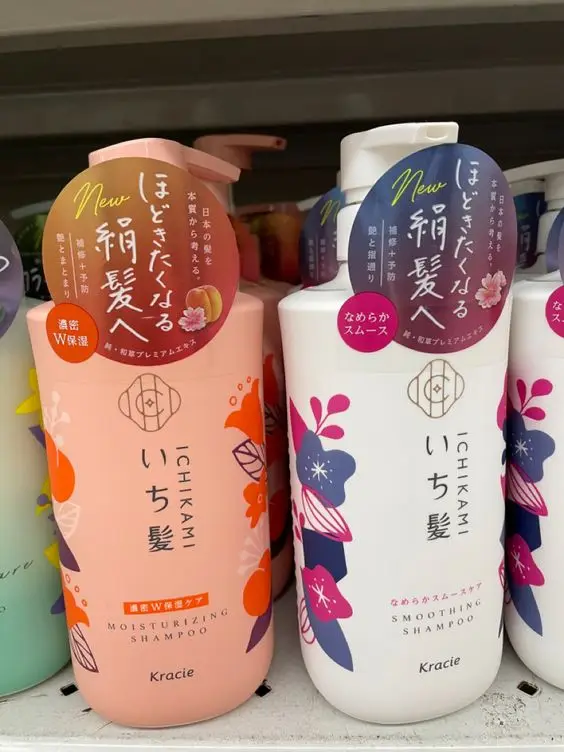 New
ほどきたくなる
絹髪へ
日本の髪を
本質から考える。
補修+予防
艶とまとまり
純・和草プレミアムエキス
濃密
W保湿
ICHIKAMI
いち髪
濃密W保湿ケア
MOISTURIZING
SHAMPOO
Kracie
New
ほどきたくなる
絹髪へ
日本の髪を
本質から考える。
補修+予防
艶と指通り
純・和草プレミアムエキス
なめらか
スムース
ICHIKAMI
いち髪
なめらかスムースケア
SMOOTHING
SHAMPOO
Kracie